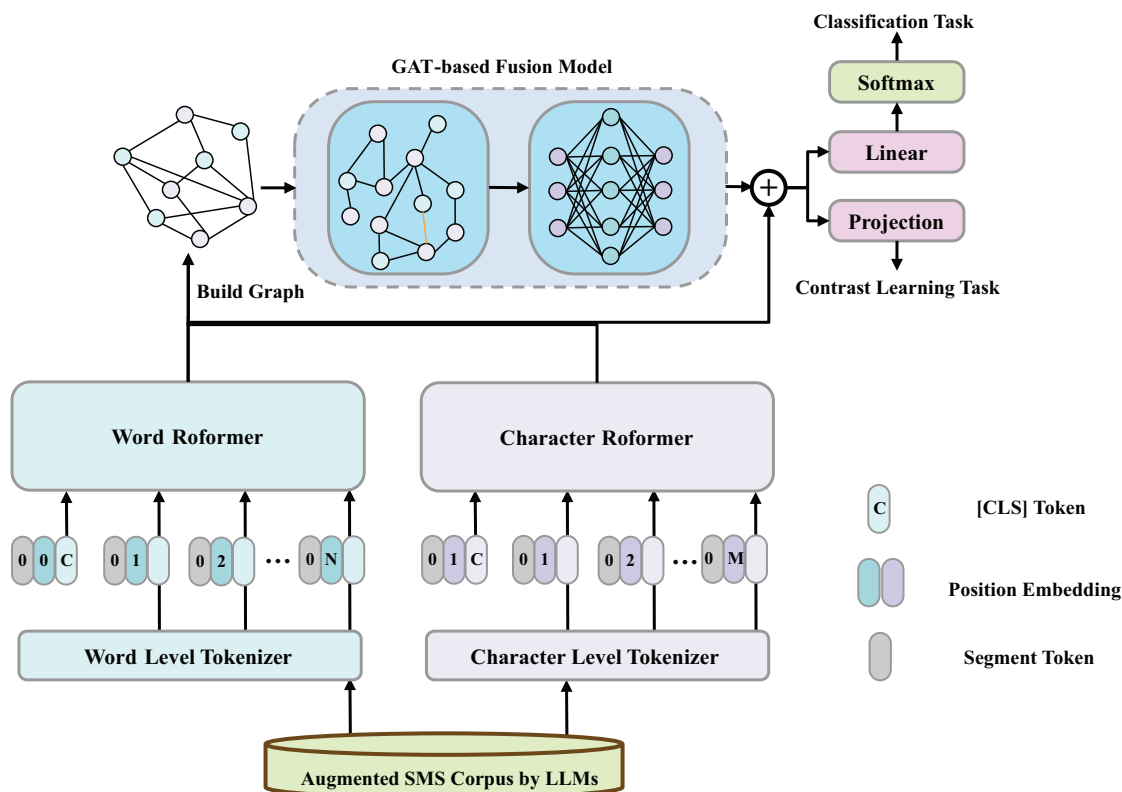 Classification Task
GAT-based Fusion Model
Softmax
Linear
+
Projection
Build Graph
Contrast Learning Task
Word Roformer
Character Roformer
0 0 C 0 1 0 2 ... 0 N
0 1 C 0 1 0 2 ... 0 M
C [CLS] Token
Position Embedding
Word Level Tokenizer
Character Level Tokenizer
Segment Token
Augmented SMS Corpus by LLMs